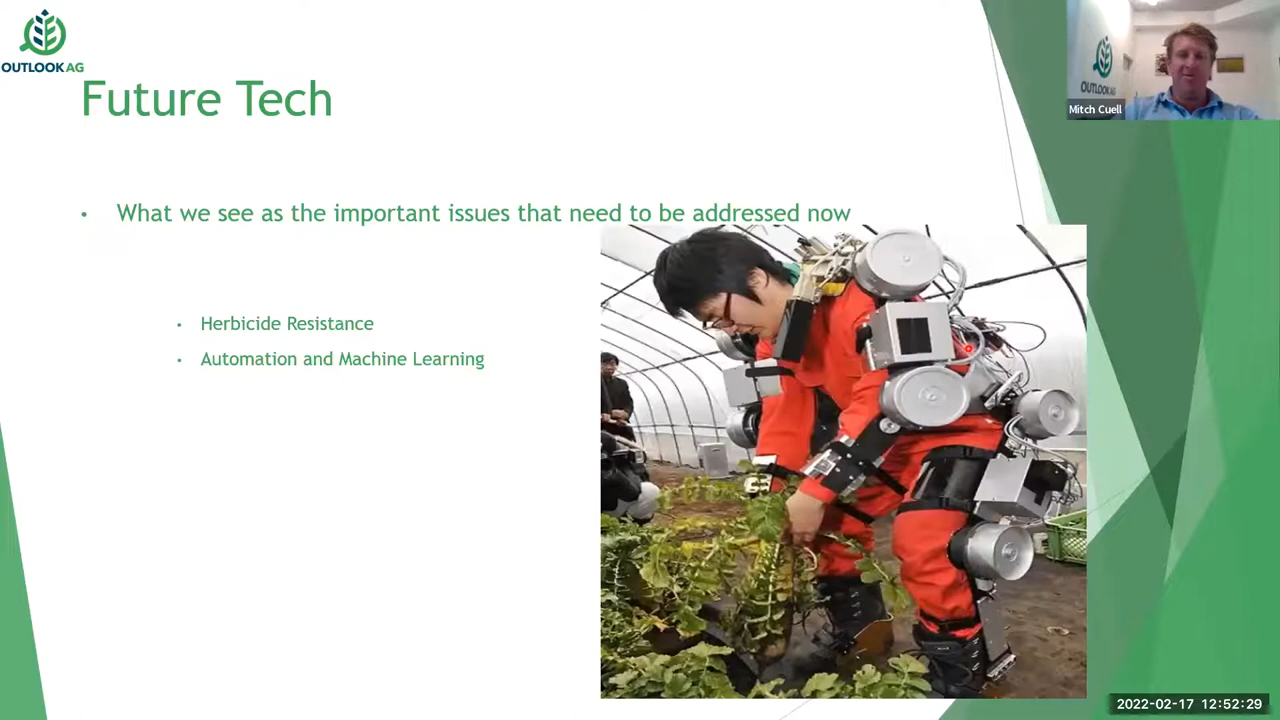 OUTLOOK AG
Future Tech
• What we see as the important issues that need to be addressed now
• Herbicide Resistance
• Automation and Machine Learning
OUTLOOK AG
Mitch Cuell
2022-02-17 12:52:29